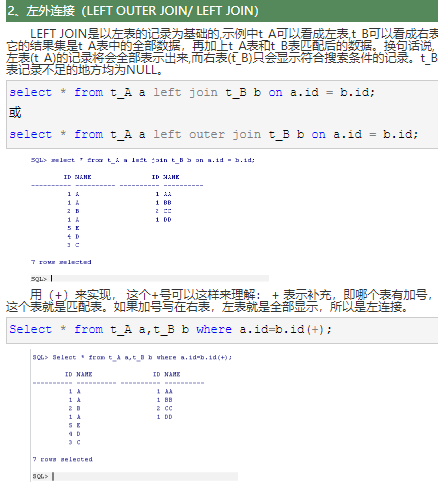 2、左外连接（LEFT OUTER JOIN/ LEFT JOIN）
LEFT JOIN是以左表的记录为基础的,示例中t_A可以看成左表,t_B可以看成右表
它的结果集是t_A表中的全部数据，再加上t_A表和t_B表匹配后的数据。换句话说，
左表(t_A)的记录将会全部表示出来,而右表(t_B)只会显示符合搜索条件的记录。t_B
表记录不足的地方均为NULL。
select * from t_A a left join t_B b on a.id = b.id;
或
select * from t_A a left outer join t_B b on a.id = b.id;
SQL> select * from t_A a left join t_B b on a.id = b.id;
ID NAME ID NAME
---------- ---------- ---------- ----------
1 A 1 AA
1 A 1 BB
2 B 2 CC
1 A 1 DD
5 E
4 D
3 C
7 rows selected
SQL>
用（+）来实现， 这个+号可以这样来理解： + 表示补充，即哪个表有加号，
这个表就是匹配表。如果加号写在右表，左表就是全部显示，所以是左连接。
Select * from t_A a,t_B b where a.id=b.id(+);
SQL> Select * from t_A a,t_B b where a.id=b.id(+);
ID NAME ID NAME
---------- ---------- ---------- ----------
1 A 1 AA
1 A 1 BB
2 B 2 CC
1 A 1 DD
5 E
4 D
3 C
7 rows selected
SQL>